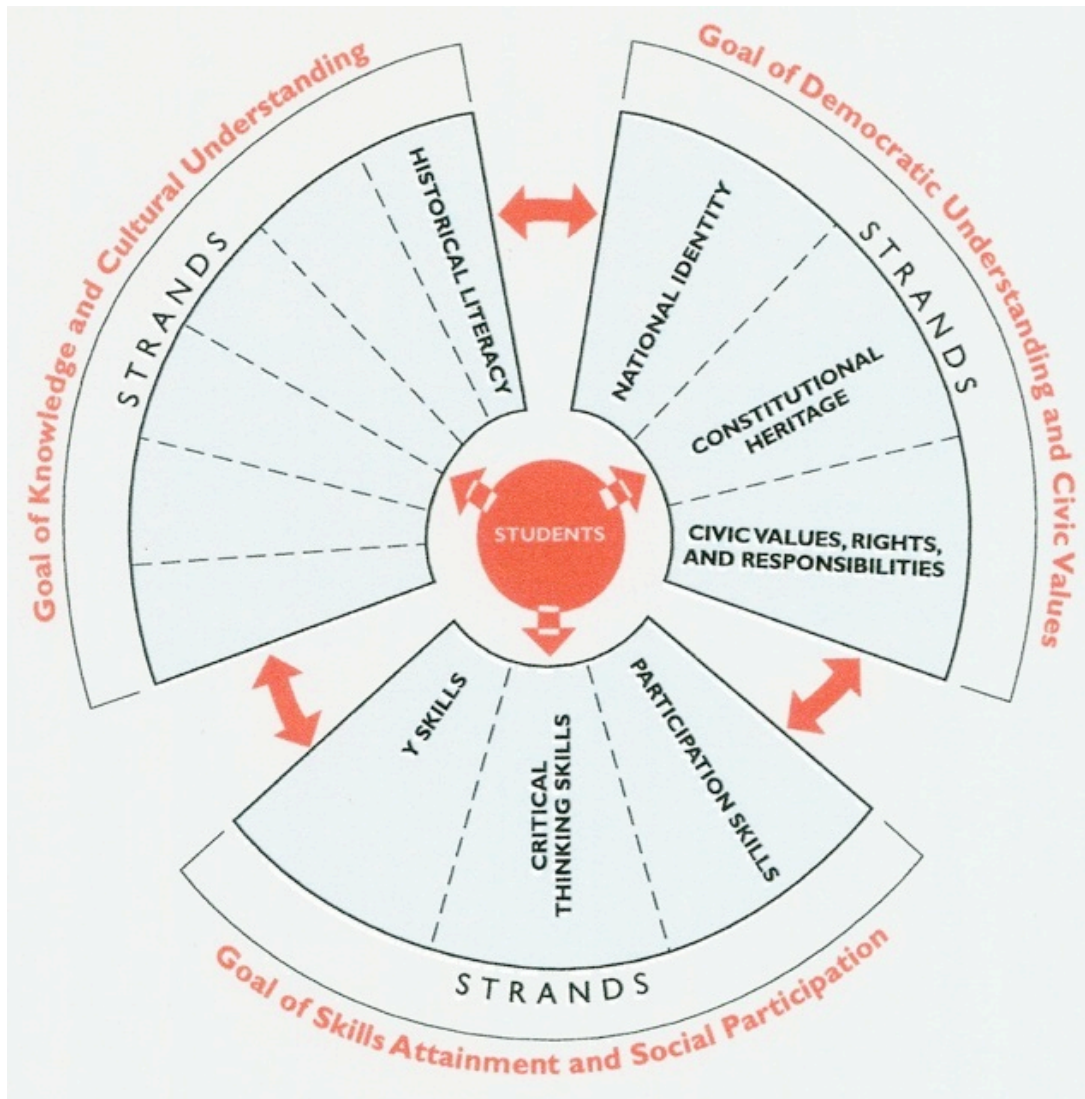 Goal of Knowledge and Cultural Understanding
STRANDS
HISTORICAL LITERACY
Goal of Democratic Understanding and Civic Values
STRANDS
NATIONAL IDENTITY
CONSTITUTIONAL
HERITAGE
CIVIC VALUES, RIGHTS,
AND RESPONSIBILITIES
STUDENTS
Y SKILLS
CRITICAL
THINKING SKILLS
PARTICIPATION SKILLS
STRANDS
Goal of Skills Attainment and Social Participation